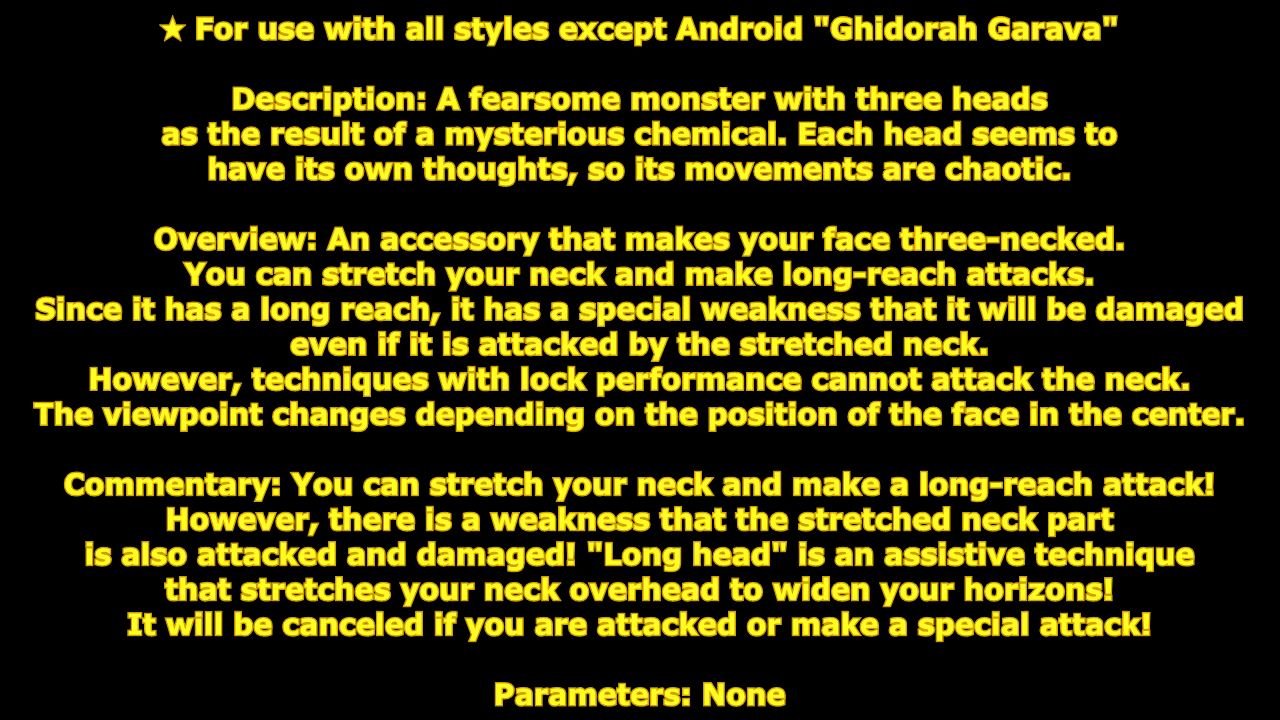 ★ For use with all styles except Android "Ghidorah Garava"
Description: A fearsome monster with three heads
as the result of a mysterious chemical. Each head seems to
have its own thoughts, so its movements are chaotic.
Overview: An accessory that makes your face three-necked.
You can stretch your neck and make long-reach attacks.
Since it has a long reach, it has a special weakness that it will be damaged
even if it is attacked by the stretched neck.
However, techniques with lock performance cannot attack the neck.
The viewpoint changes depending on the position of the face in the center.
Commentary: You can stretch your neck and make a long-reach attack!
However, there is a weakness that the stretched neck part
is also attacked and damaged! "Long head" is an assistive technique
that stretches your neck overhead to widen your horizons!
It will be canceled if you are attacked or make a special attack!
Parameters: None